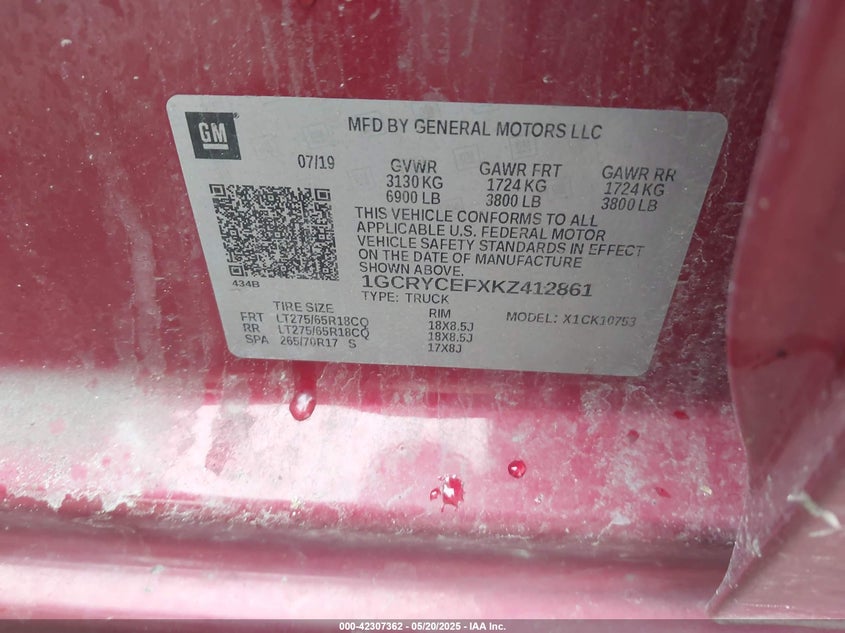 GM
MFD BY GENERAL MOTORS LLC
07/19 GVWR GAWR FRT GAWR RR
3130 KG 1724 KG 1724 KG
6900 LB 3800 LB 3800 LB
THIS VEHICLE CONFORMS TO ALL
APPLICABLE U.S. FEDERAL MOTOR
VEHICLE SAFETY STANDARDS IN EFFECT
ON THE DATE OF MANUFACTURE
SHOWN ABOVE.
434B
1GCRYCEFXKZ412861
TYPE: TRUCK
TIRE SIZE RIM MODEL: X1CK10753
FRT LT275/65R18CQ 18X8.5J
RR LT275/65R18CQ 18X8.5J
SPA 265/70R17 S 17X8J
000-42307362 - 05/20/2025 - IAA Inc.